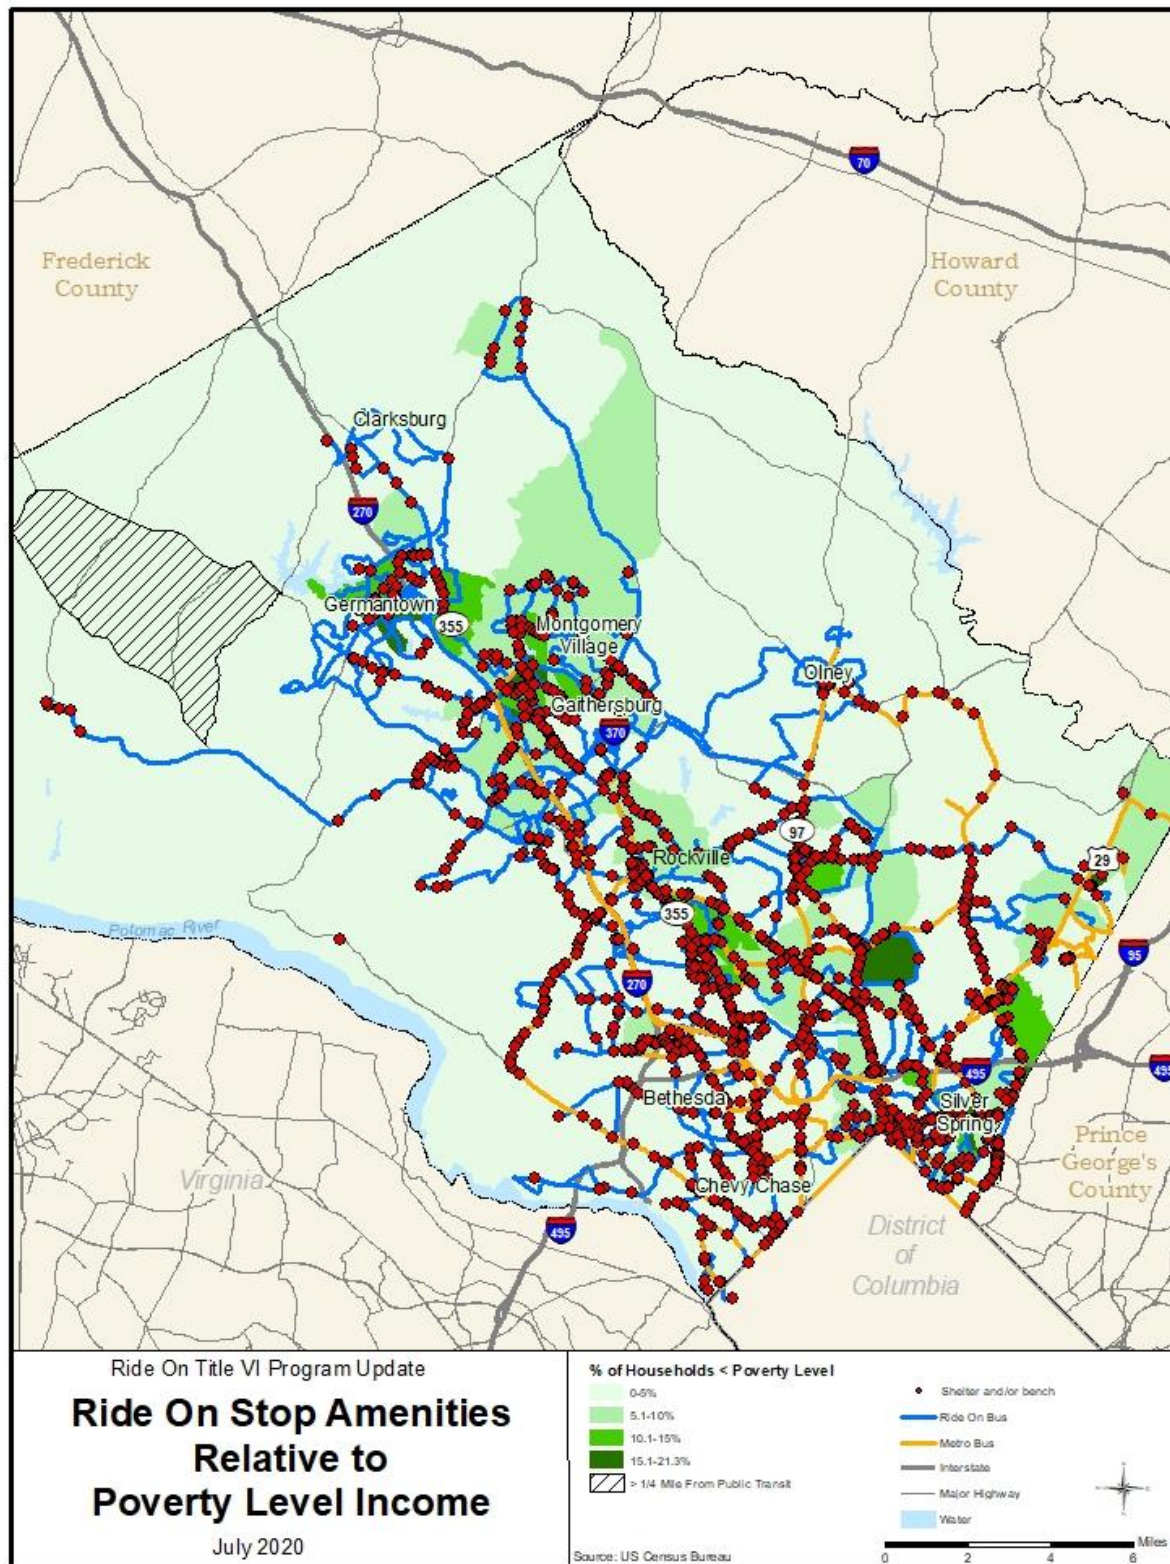 70
Frederick
County
Howard
County
Clarksburg
270
Germantown
355
Montgomery
Village
Olney
Gaithersburg
370
97
Rockville
29
355
Potomac River
95
270
495
495
Silver
Spring
Bethesda
Prince
George's
County
Virginia
Chevy Chase
495
District
of
Columbia
Ride On Title VI Program Update
Ride On Stop Amenities
Relative to
Poverty Level Income
July 2020
% of Households < Poverty Level
0-5%
5.1-10%
10.1-15%
15.1-21.3%
> 1/4 Mile From Public Transit
Source: US Census Bureau
Shelter and/or bench
Ride On Bus
Metro Bus
Interstate
Major Highway
Water
Miles
0 2 4 6